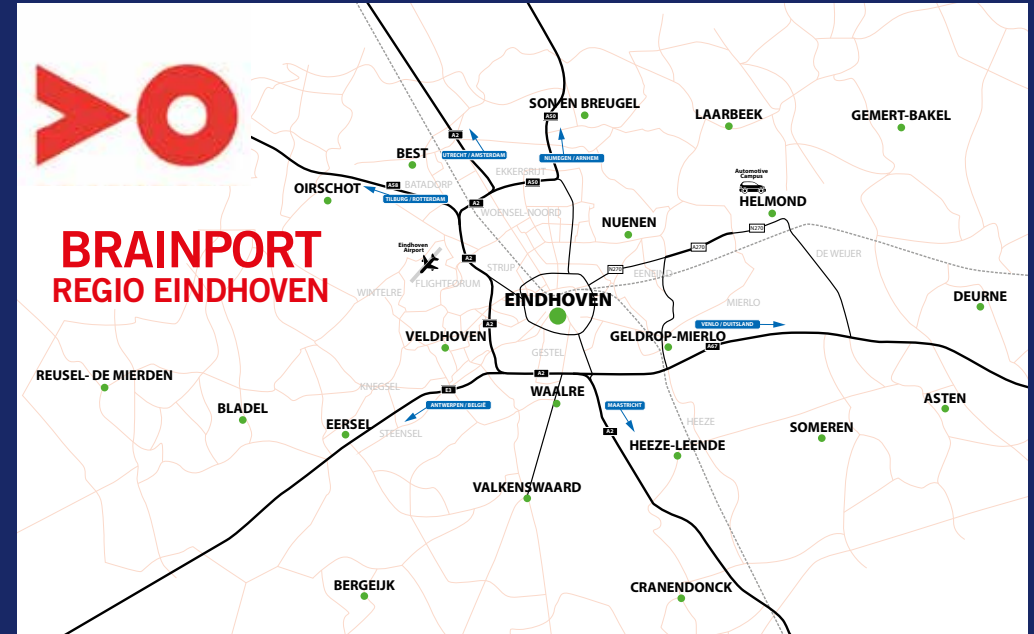 SON EN BREUGEL
LAARBEEK
GEMERT-BAKEL
A50
A2
UTRECHT / AMSTERDAM
NIJMEGEN / ARNHEM
BEST
EKKERSRIJT
Automotive
Campus
A58
BATADORP
A50
OIRSCHOT
TILBURG / ROTTERDAM
A2
HELMOND
WOENSEL-NOORD
NUENEN
N270
BRAINPORT
REGIO EINDHOVEN
Eindhoven
Airport
A2
A270
DE WEIJER
STRIJP
N270
EENEIND
FLIGHTFORUM
WINTELRE
EINDHOVEN
MIERLO
DEURNE
A2
VENLO / DUITSLAND
VELDHOVEN
GELDROP-MIERLO
A67
GESTEL
REUSEL- DE MIERDEN
A2
KNEGSEL
E3
WAALRE
ASTEN
BLADEL
ANTWERPEN / BELGIË
MAASTRICHT
EERSEL
HEEZE
SOMEREN
STEENSEL
A2
HEEZE-LEENDE
VALKENSWAARD
BERGEIJK
CRANENDONCK